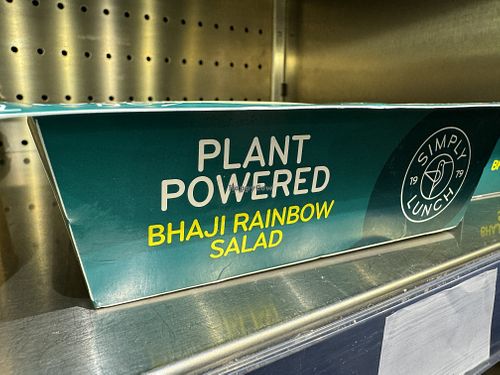 PLANT
POWERED
BHAJI RAINBOW
SALAD
SIMPLY
19 79
LUNCH